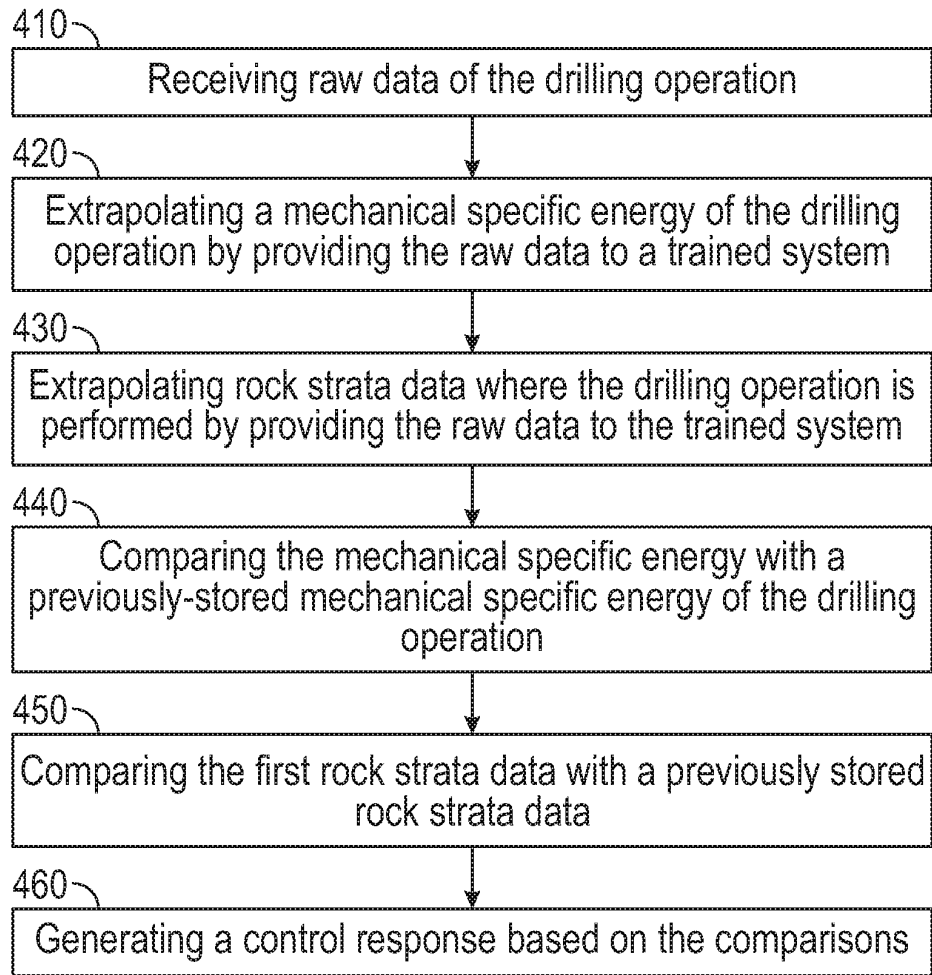 410
Receiving raw data of the drilling operation
420
Extrapolating a mechanical specific energy of the drilling
operation by providing the raw data to a trained system
430
Extrapolating rock strata data where the drilling operation is
performed by providing the raw data to the trained system
440
Comparing the mechanical specific energy with a
previously-stored mechanical specific energy of the drilling
operation
450
Comparing the first rock strata data with a previously stored
rock strata data
460
Generating a control response based on the comparisons